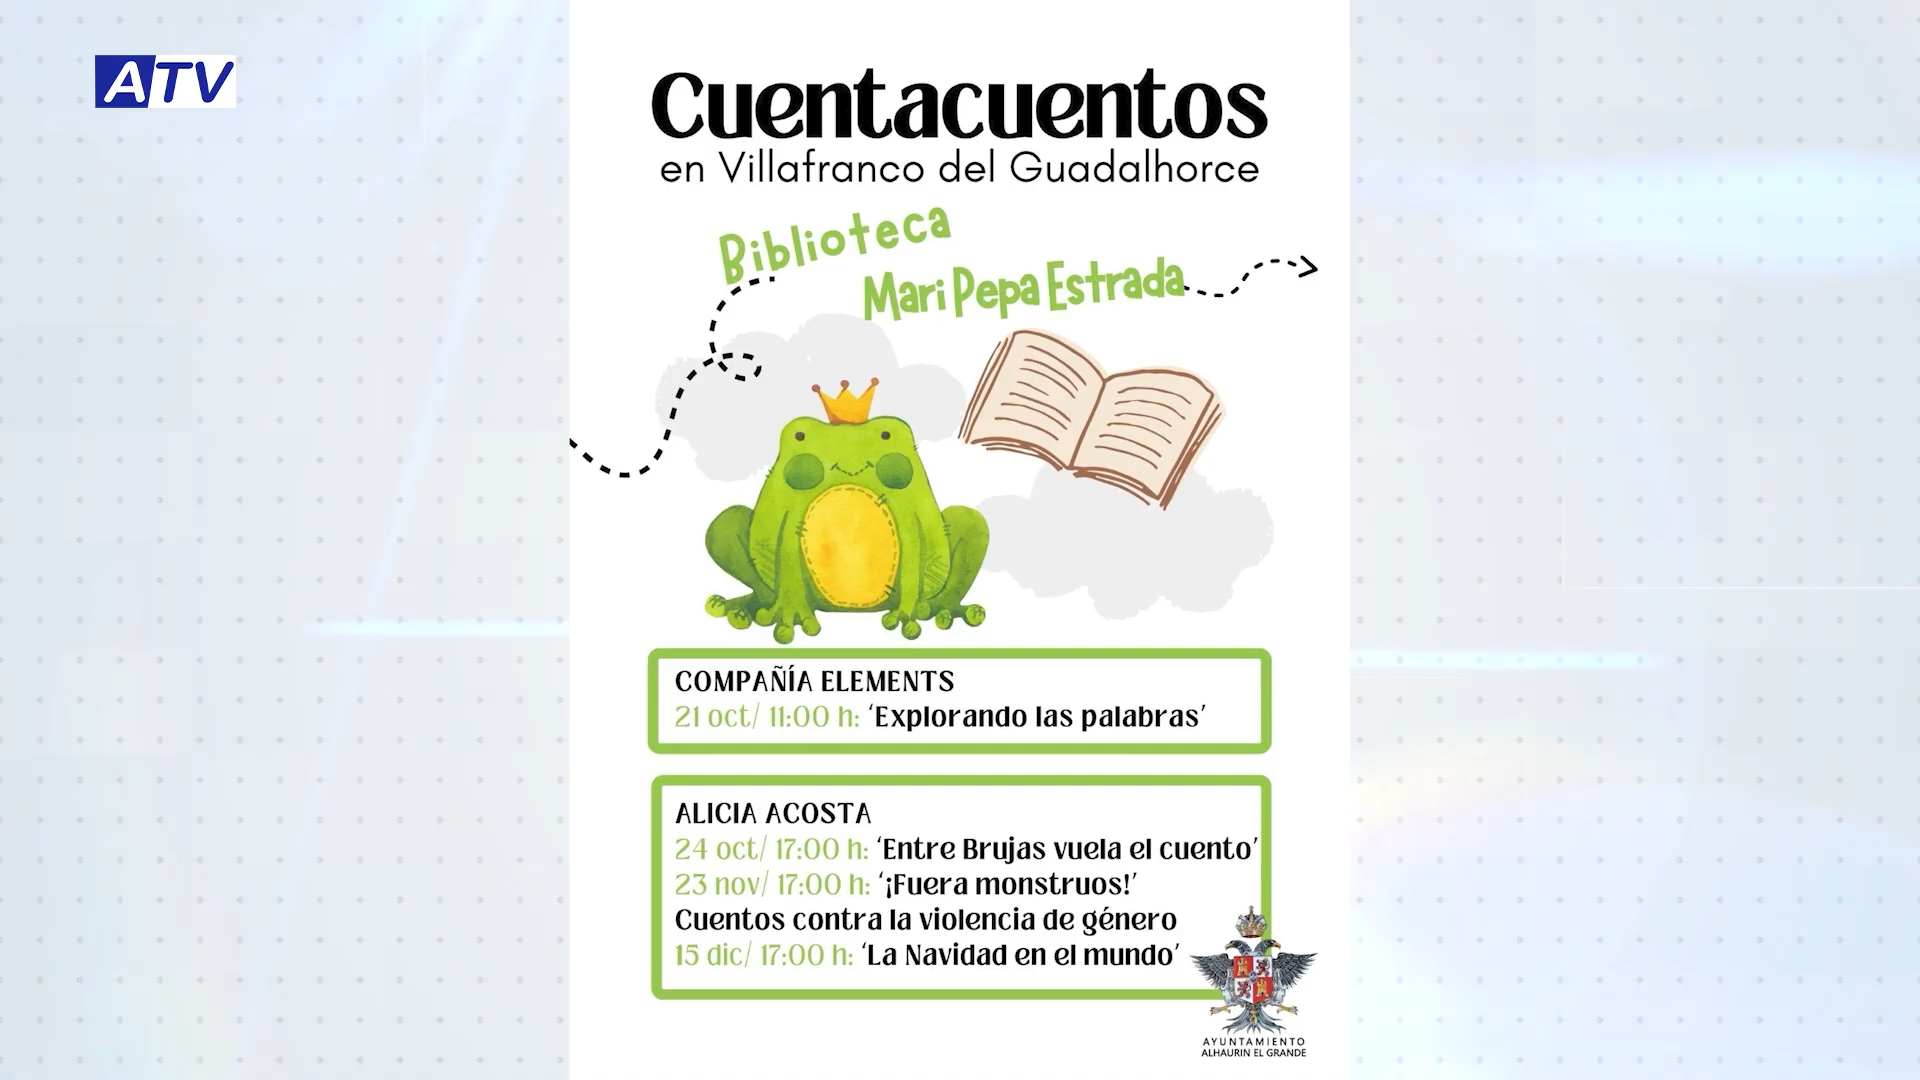 ATV
Cuentacuentos
en Villafranco del Guadalhorce
Biblioteca
Mari Pepa Estrada
COMPAÑÍA ELEMENTS
21 oct/ 11:00 h: ‘Explorando las palabras’
ALICIA ACOSTA
24 oct/ 17:00 h: ‘Entre Brujas vuela el cuento’
23 nov/ 17:00 h: ‘¡Fuera monstruos!’
Cuentos contra la violencia de género
15 dic/ 17:00 h: ‘La Navidad en el mundo’
AYUNTAMIENTO
ALHAURIN EL GRANDE